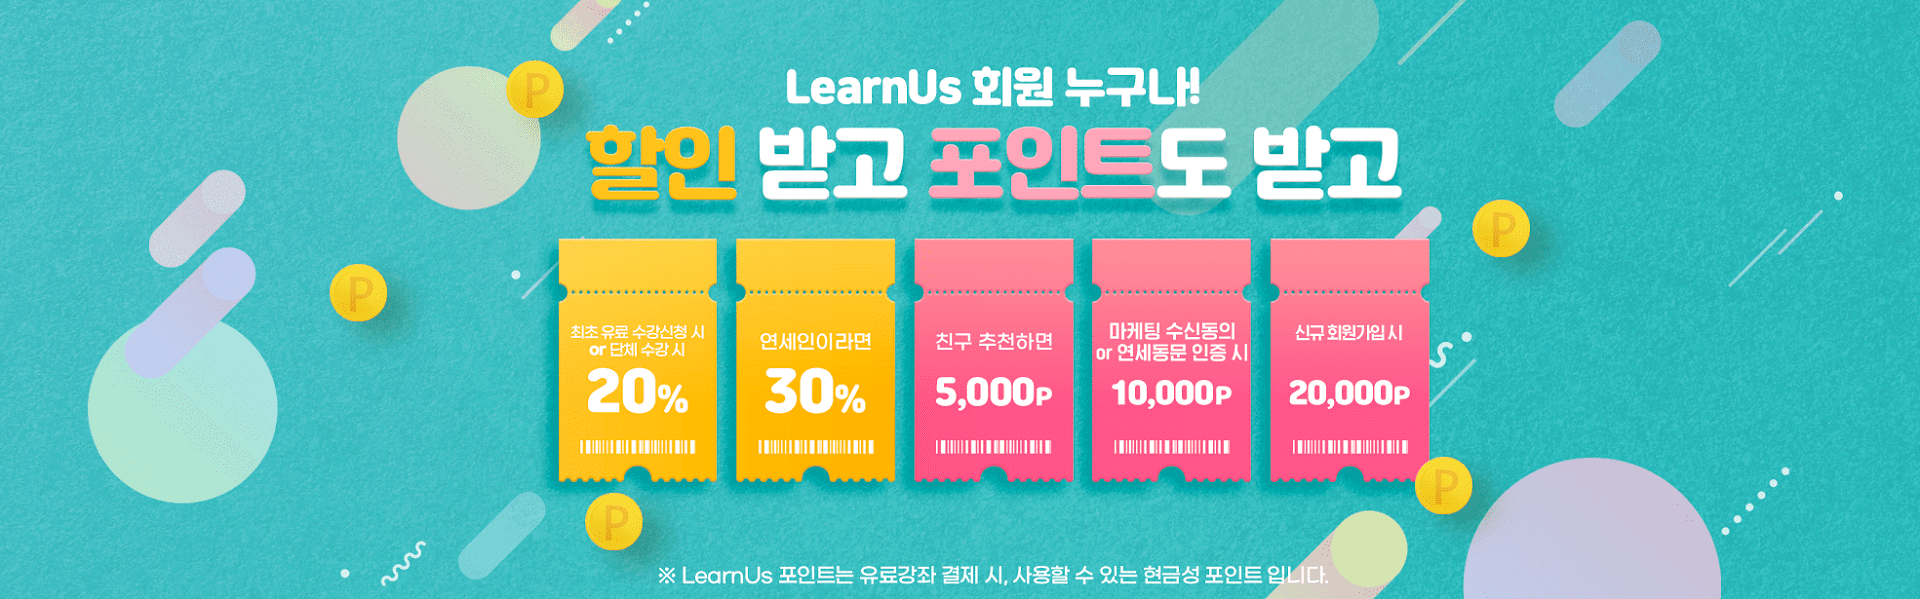 LearnUs 회원 누구나!
할인 받고 포인트도 받고
최초 유료 수강신청 시
or 단체 수강 시
20%
연세인이라면
30%
친구 추천하면
5,000P
마케팅 수신동의
or 연세동문 인증 시
10,000P
신규 회원가입 시
20,000P
P
P
P
P
P
※ LearnUs 포인트는 유료강좌 결제 시, 사용할 수 있는 현금성 포인트 입니다.